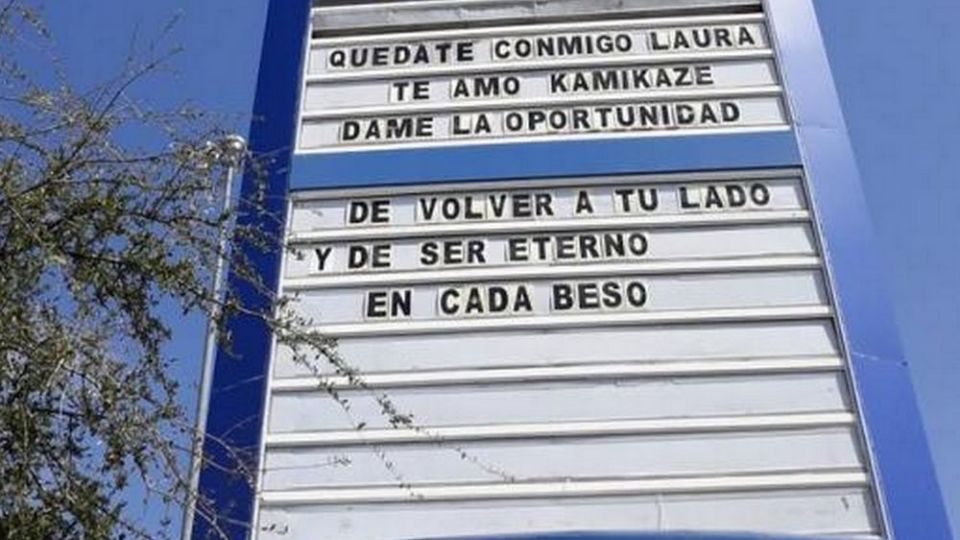 QUEDATE CONMIGO LAURA
TE AMO KAMIKAZE
DAME LA OPORTUNIDAD
DE VOLVER A TU LADO
Y DE SER ETERNO
EN CADA BESO